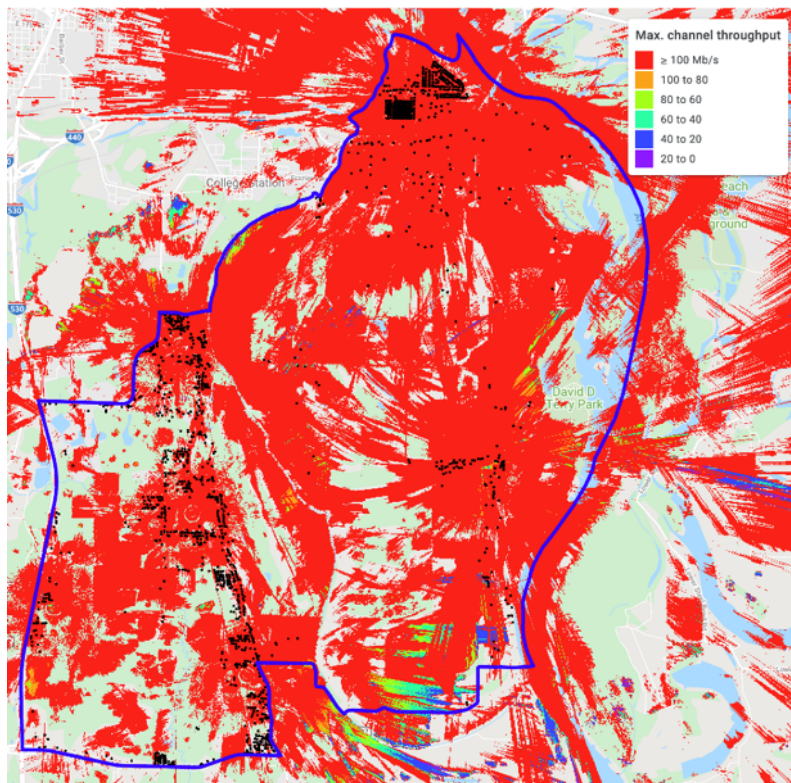 Max. channel throughput
≥ 100 Mb/s
100 to 80
80 to 60
60 to 40
40 to 20
20 to 0
440
College Station
530
530
David D
Terry Park